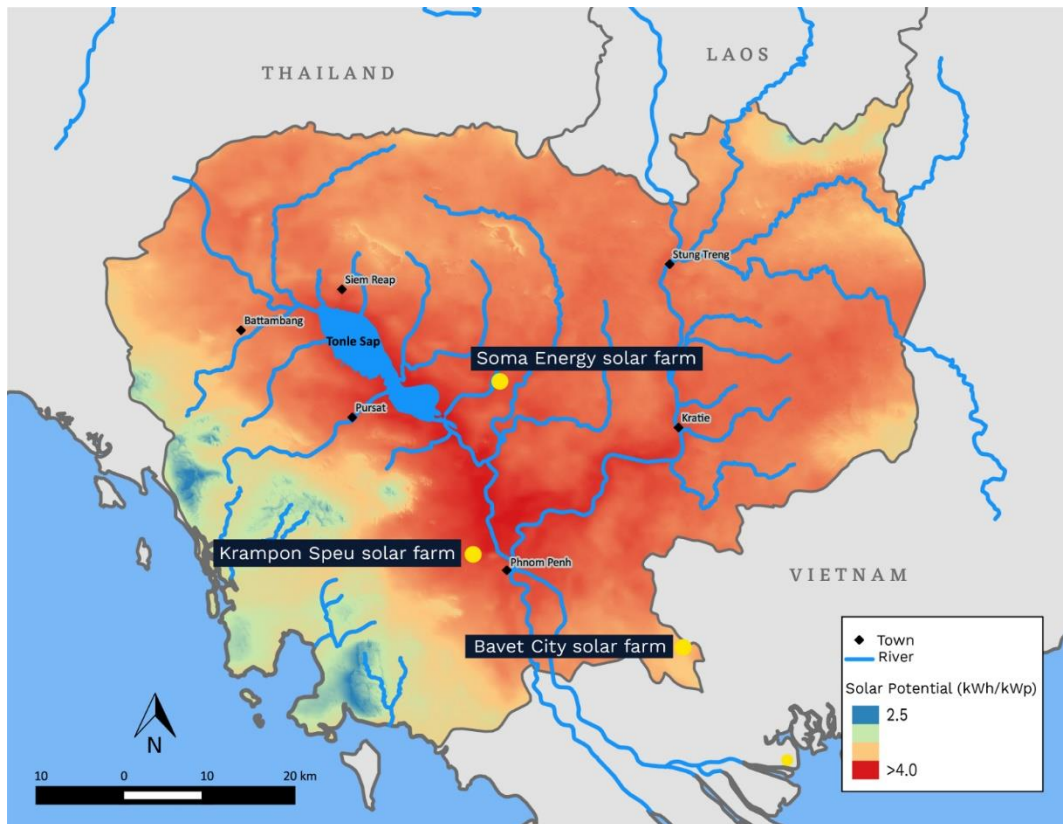 THAILAND
LAOS
Stung Treng
Siem Reap
Battambang
Tonle Sap
Soma Energy solar farm
Pursat
Kratie
Krampon Speu solar farm
Phnom Penh
VIETNAM
Bavet City solar farm
Town
River
Solar Potential (kWh/kWp)
2.5
>4.0
N
10 0 10 20 km